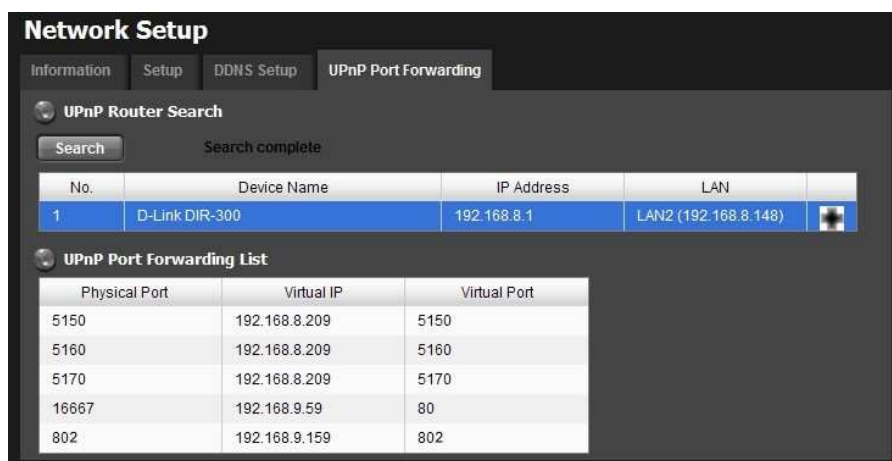 Network Setup
Information Setup DDNS Setup UPnP Port Forwarding
UPnP Router Search
Search Search complete
No. Device Name IP Address LAN
1 D-Link DIR-300 192.168.8.1 LAN2 (192.168.8.148)
UPnP Port Forwarding List
Physical Port Virtual IP Virtual Port
5150 192.168.8.209 5150
5160 192.168.8.209 5160
5170 192.168.8.209 5170
16667 192.168.9.59 80
802 192.168.9.159 802